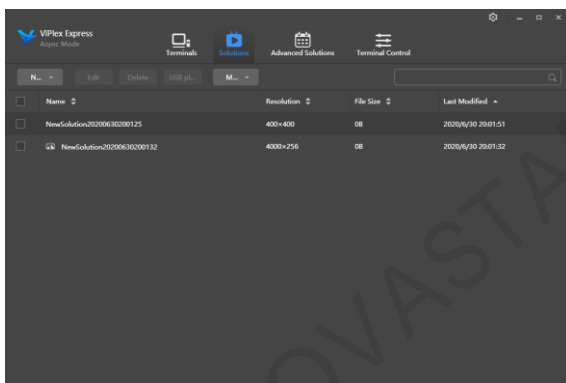 ViPlex Express
Async Mode
Terminals
Solutions
Advanced Solutions
Terminal Control
N...
Edit
Delete
USB pl...
M...
Name
Resolution
File Size
Last Modified
NewSolution20200630200125 400×400 0B 2020/6/30 20:01:51
NewSolution20200630200132 4000×256 0B 2020/6/30 20:01:32
OVASTA